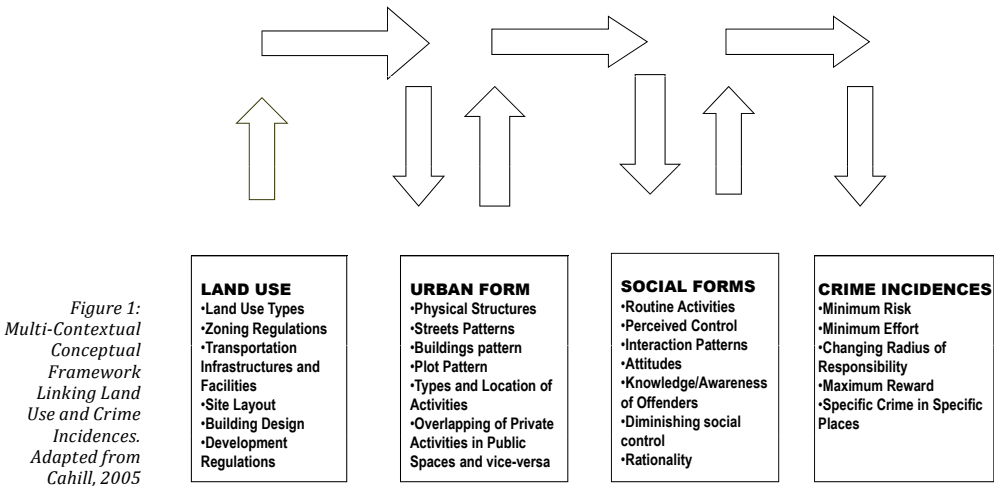 Figure 1:
Multi-Contextual
Conceptual
Framework
Linking Land
Use and Crime
Incidences.
Adapted from
Cahill, 2005
LAND USE
•Land Use Types
•Zoning Regulations
•Transportation
Infrastructures and
Facilities
•Site Layout
•Building Design
•Development
Regulations
URBAN FORM
•Physical Structures
•Streets Patterns
•Buildings pattern
•Plot Pattern
•Types and Location of
Activities
•Overlapping of Private
Activities in Public
Spaces and vice-versa
SOCIAL FORMS
•Routine Activities
•Perceived Control
•Interaction Patterns
•Attitudes
•Knowledge/Awareness
of Offenders
•Diminishing social
control
•Rationality
CRIME INCIDENCES
•Minimum Risk
•Minimum Effort
•Changing Radius of
Responsibility
•Maximum Reward
•Specific Crime in Specific
Places